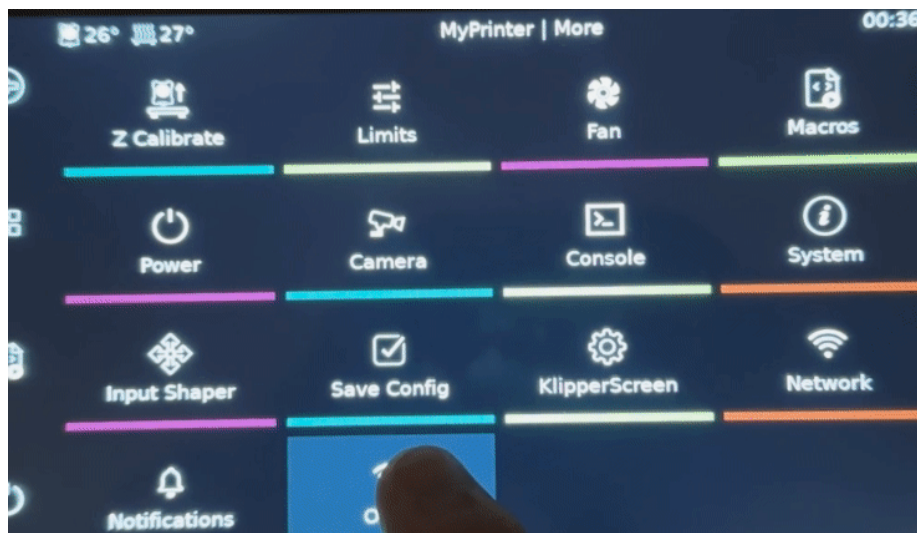 26° 27° MyPrinter | More 00:36
Z Calibrate Limits Fan Macros
Power Camera Console System
Input Shaper Save Config KlipperScreen Network
Notifications